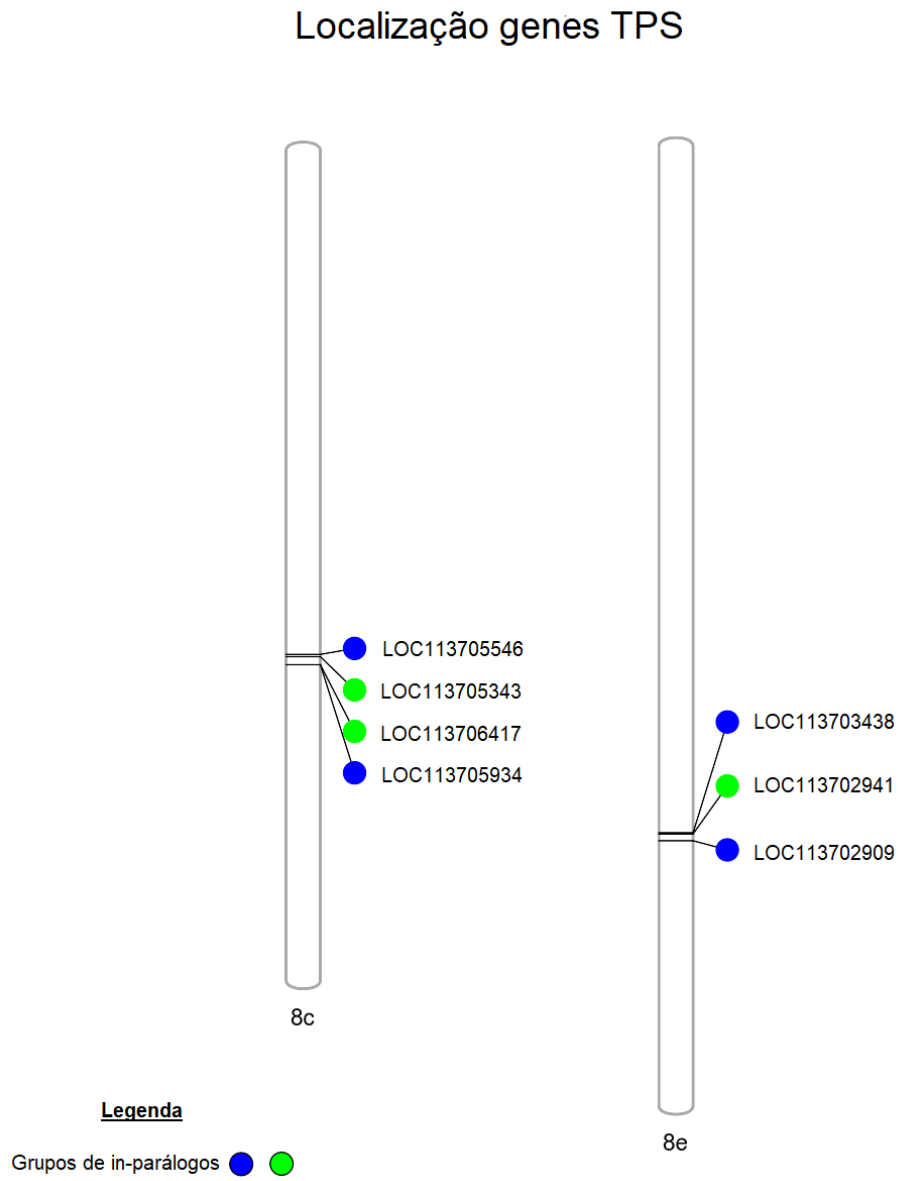 Localização genes TPS
LOC113705546
LOC113705343
LOC113706417
LOC113705934
8c
LOC113703438
LOC113702941
LOC113702909
8e
Legenda
Grupos de in-parálogos